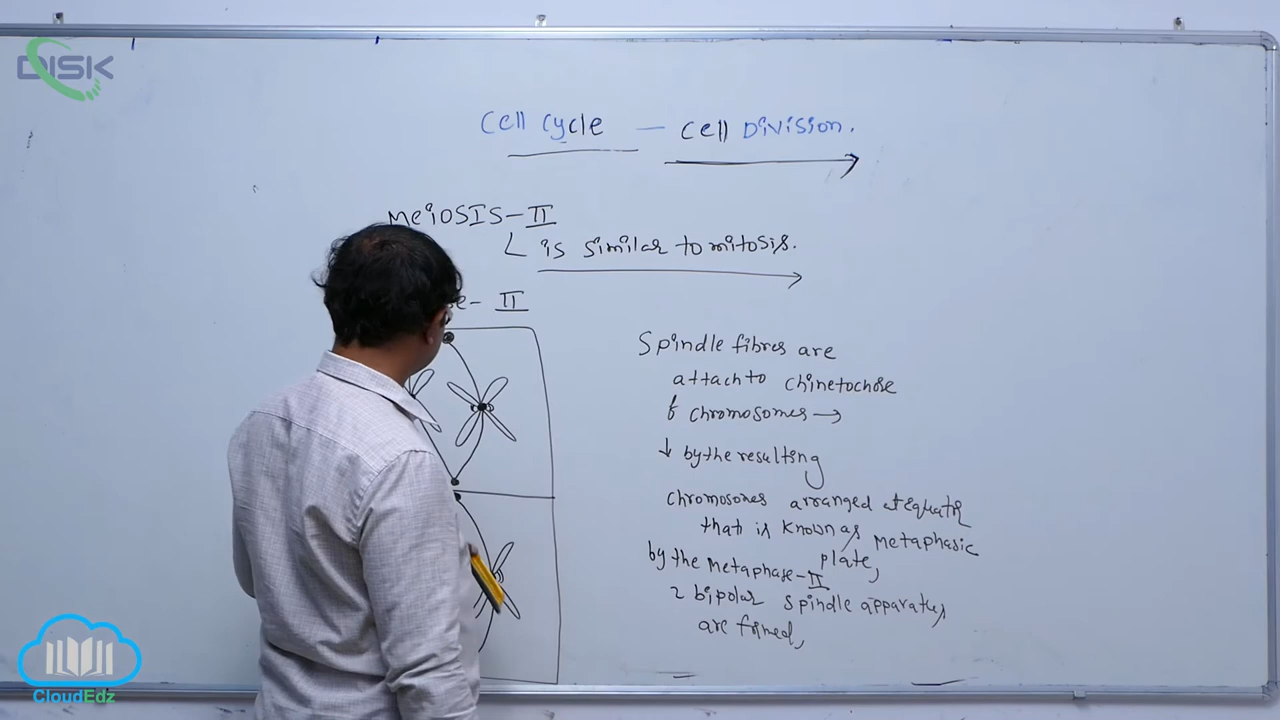 DISK
Cell Cycle — Cell Division.
Meiosis-II
is similar to mitosis.
II
Spindle fibres are
attach to chinetochore
chromosomes →
↓ by the resulting
chromosomes arranged at equator
that is known as metaphasic
plate,
by the Metaphase-II
2 bipolar spindle apparatus
are formed,
CloudEdz